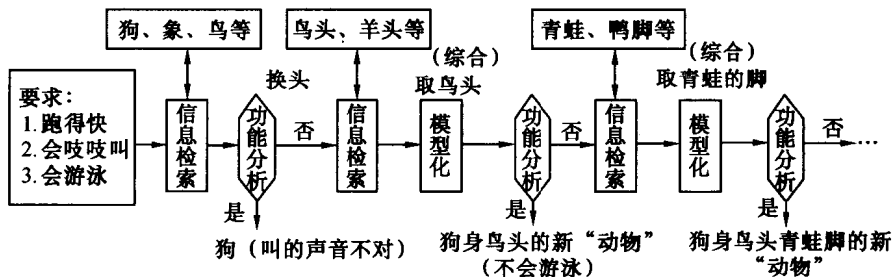 狗、象、鸟等
鸟头、羊头等
青蛙、鸭脚等
(综合)
取鸟头
(综合)
取青蛙的脚
换头
要求：
1.跑得快
2.会吱吱叫
3.会游泳
信息检索
功能分析
否
信息检索
模型化
功能分析
否
信息检索
模型化
功能分析
否
…
是
是
是
狗（叫的声音不对）
狗身鸟头的新“动物”
（不会游泳）
狗身鸟头青蛙脚的新
“动物”